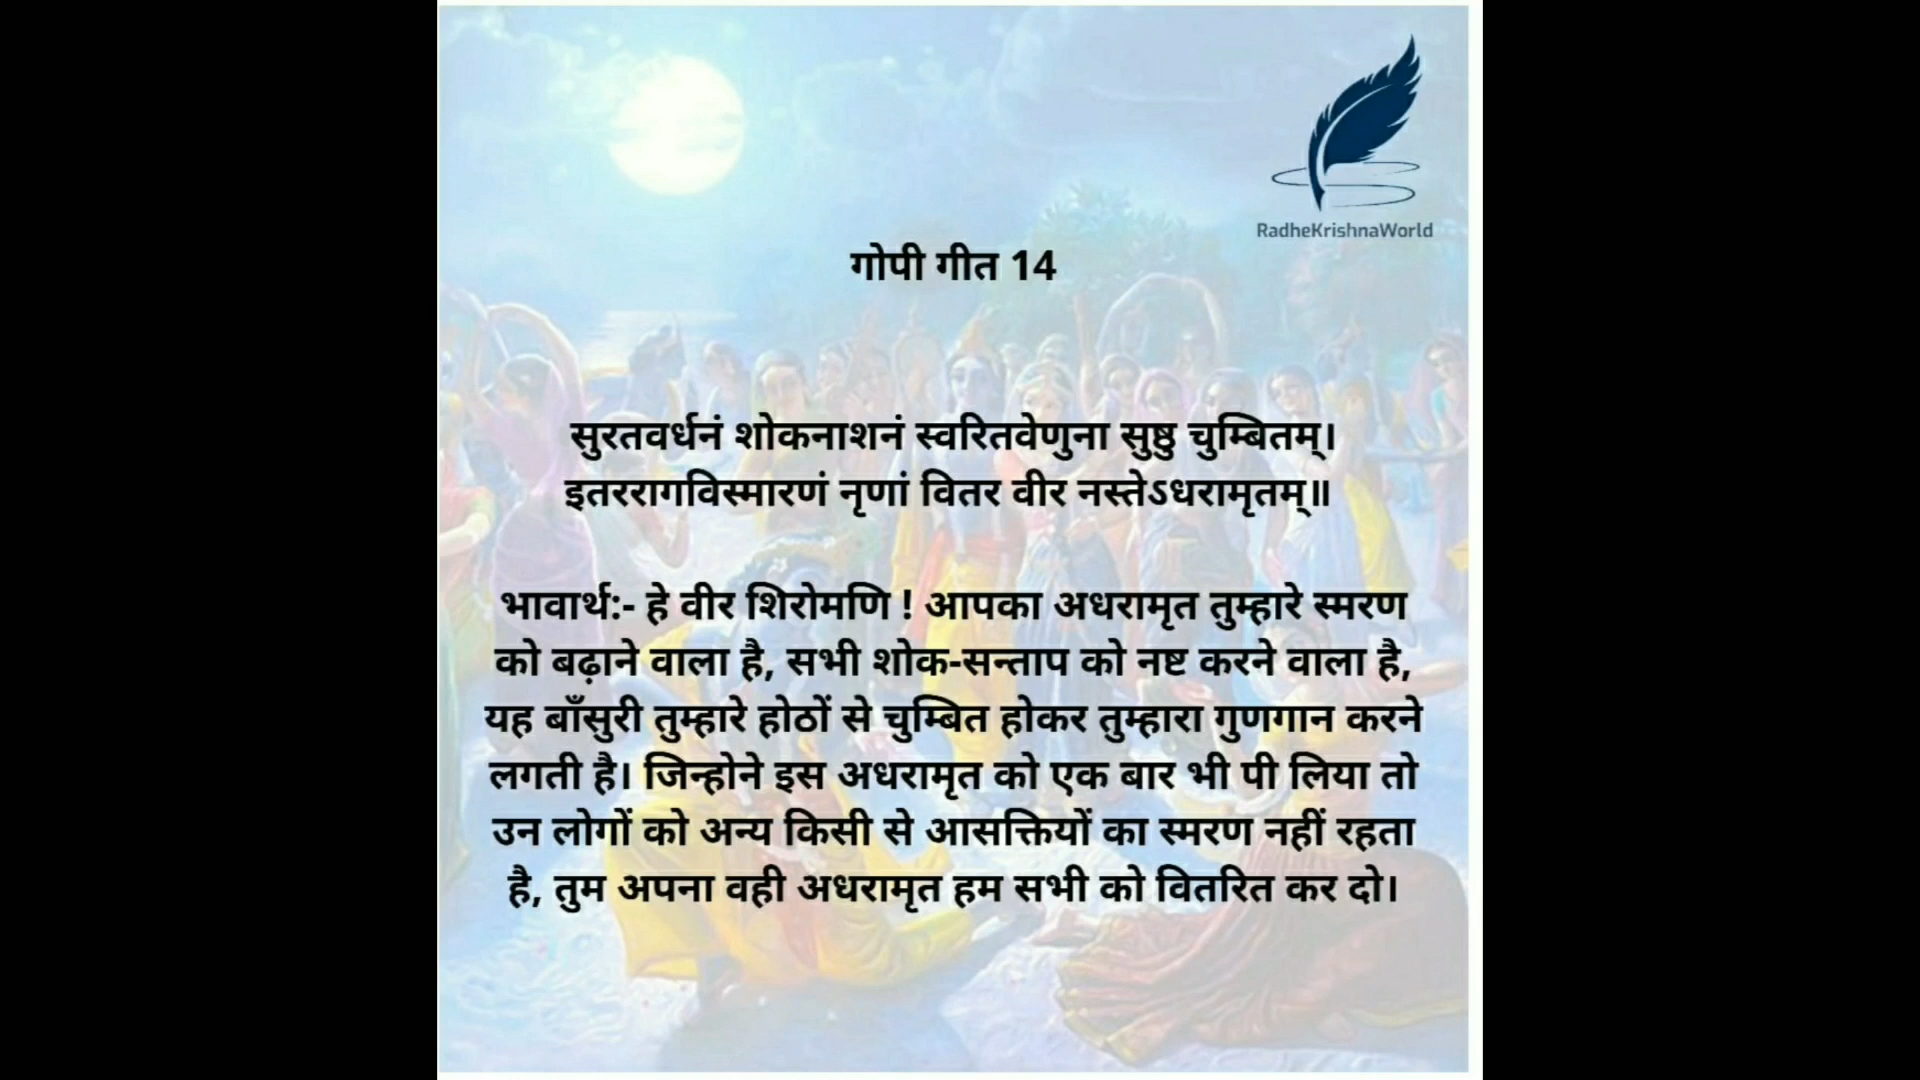 RadheKrishnaWorld
गोपी गीत 14
सुरतवर्धनं शोकनाशनं स्वरितवेणुना सुष्ठु चुम्बितम्।
इतररागविस्मारणं नृणां वितर वीर नस्तेऽधरामृतम्॥
भावार्थ:- हे वीर शिरोमणि ! आपका अधरामृत तुम्हारे स्मरण
को बढ़ाने वाला है, सभी शोक-सन्ताप को नष्ट करने वाला है,
यह बाँसुरी तुम्हारे होठों से चुम्बित होकर तुम्हारा गुणगान करने
लगती है। जिन्होने इस अधरामृत को एक बार भी पी लिया तो
उन लोगों को अन्य किसी से आसक्तियों का स्मरण नहीं रहता
है, तुम अपना वही अधरामृत हम सभी को वितरित कर दो।